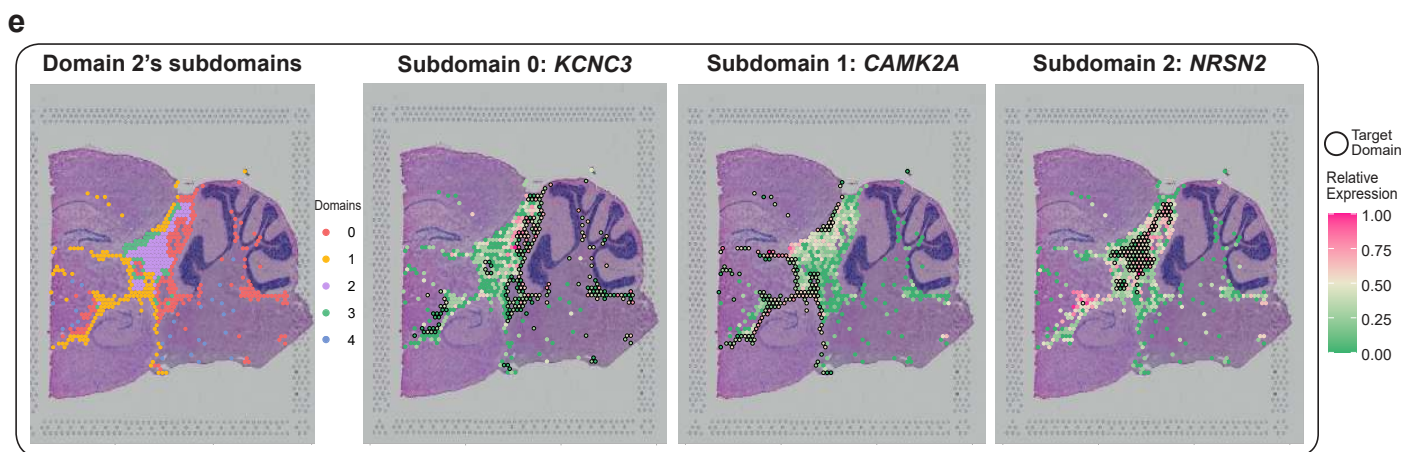 e
Domain 2's subdomains
Subdomain 0: KCNC3
Subdomain 1: CAMK2A
Subdomain 2: NRSN2
Domains
0
1
2
3
4
Target
Domain
Relative
Expression
1.00
0.75
0.50
0.25
0.00